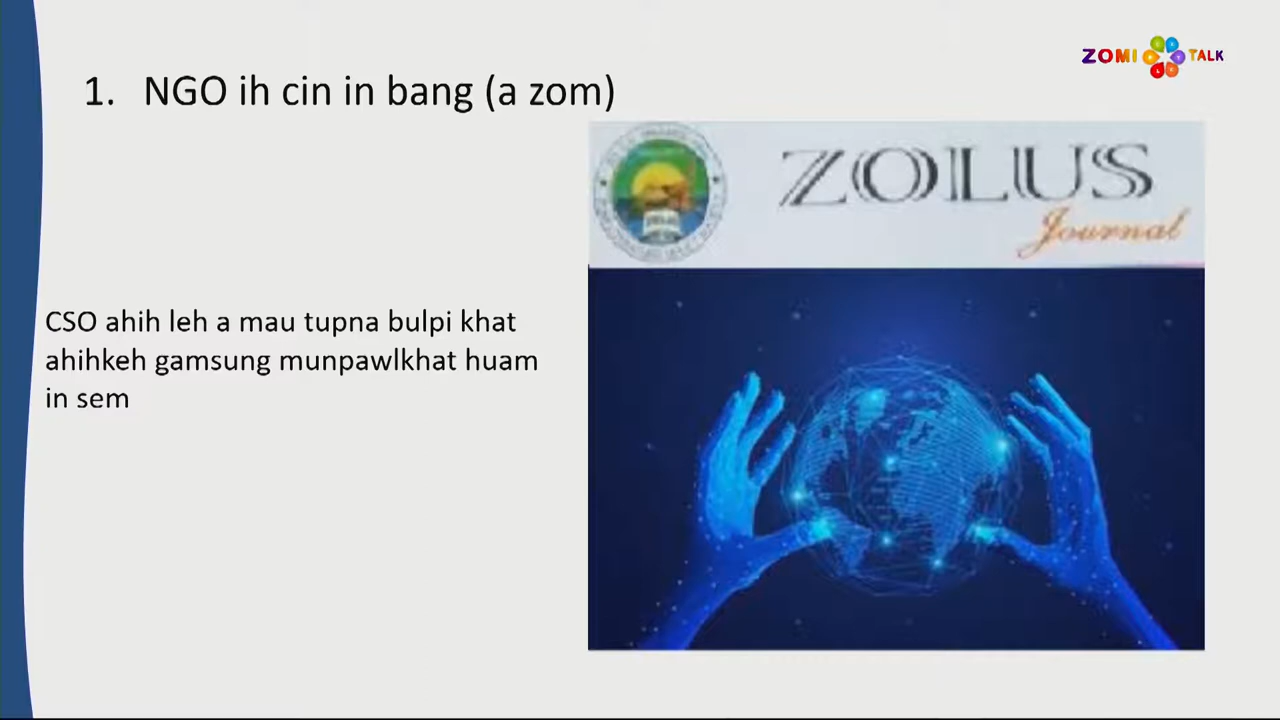 ZOMI TALK
1. NGO ih cin in bang (a zom)
ZOLUS
Journal
CSO ahih leh a mau tupna bulpi khat
ahihkeh gamsung munpawlkhat huam
in sem